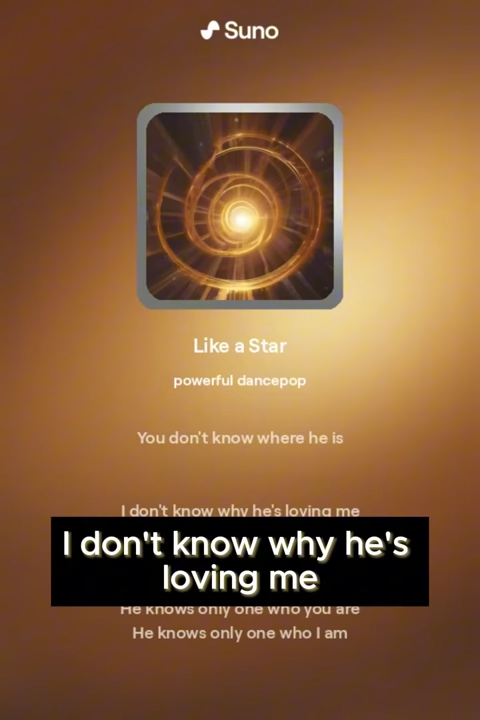 Suno
Like a Star
powerful dancepop
You don't know where he is
I don't know why he's loving me
I don't know why he's
loving me
He knows only one who you are
He knows only one who I am